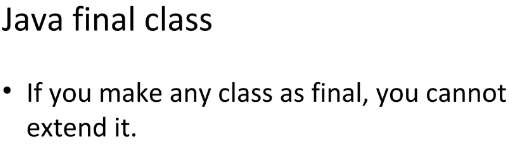 Java final class
• If you make any class as final, you cannot
extend it.